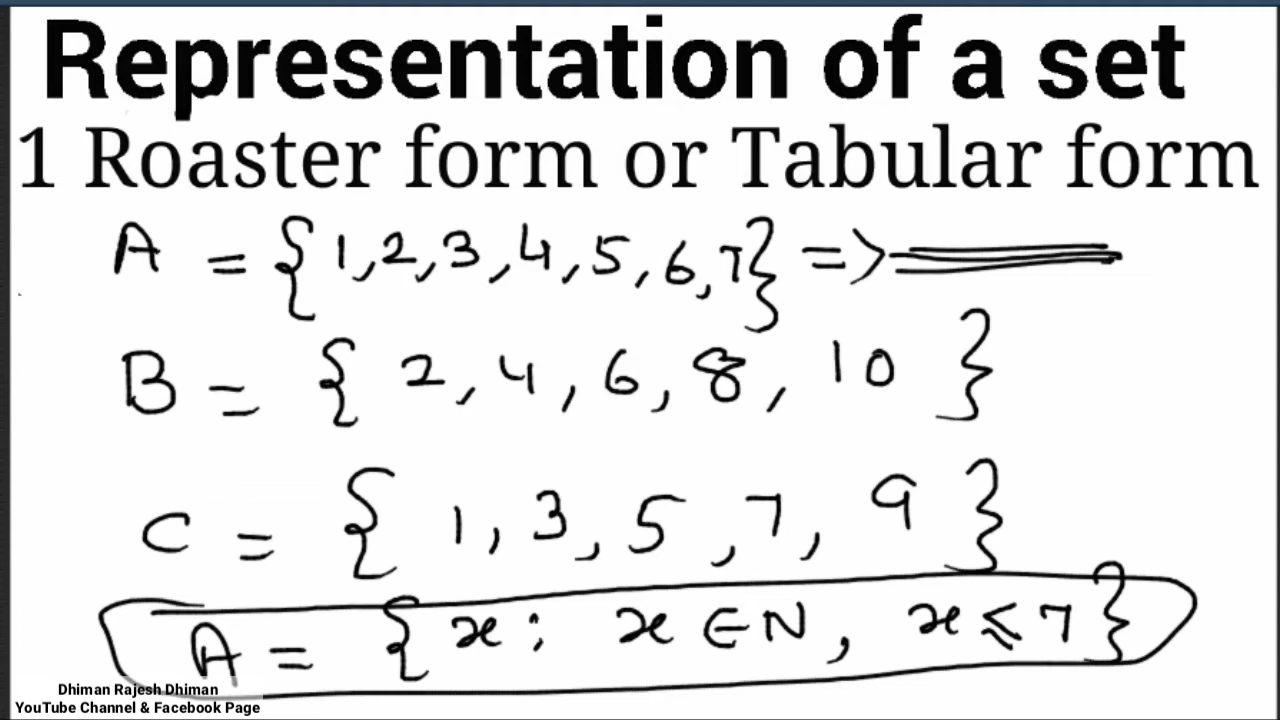 Representation of a set
1 Roaster form or Tabular form
A = {1,2,3,4,5,6,7} =>
B = { 2, 4, 6, 8, 10 }
C = { 1, 3, 5, 7, 9 }
A = { x : x ∈ N, x ⩽ 7 }
Dhiman Rajesh Dhiman
YouTube Channel & Facebook Page